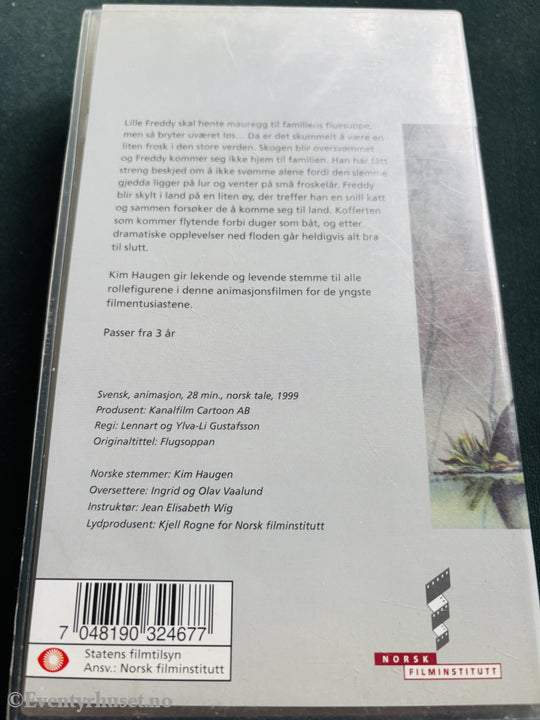 Lille Freddy skal hente mauregg til familiens fluesuppe,
men så bryter uværet løs... Da er det skummelt å være en
liten frosk i den store verden. Skogen blir oversvømmet
og Freddy kommer seg ikke hjem til familien. Han har fått
streng beskjed om å ikke svømme alene fordi den slemme
gjedda ligger på lur og venter på små froskelår. Freddy
blir skylt i land på en liten øy, der treffer han en snill katt
og sammen forsøker de å komme seg til land. Kofferten
som kommer flytende forbi duger som båt, og etter
dramatiske opplevelser ned floden går heldigvis alt bra
til slutt.
Kim Haugen gir lekende og levende stemme til alle
rollefigurene i denne animasjonsfilmen for de yngste
filmentusiastene.
Passer fra 3 år
Svensk, animasjon, 28 min., norsk tale, 1999
Produsent: Kanalfilm Cartoon AB
Regi: Lennart og Ylva-Li Gustafsson
Originaltittel: Flugsoppan
Norske stemmer: Kim Haugen
Oversettere: Ingrid og Olav Vaalund
Instruktør: Jean Elisabeth Wig
Lydprodusent: Kjell Rogne for Norsk filminstitutt
7 048190 324677
Statens filmtilsyn
Ansv.: Norsk filminstitutt
NORSK
FILMINSTITUTT
©Eventyrhuset.no